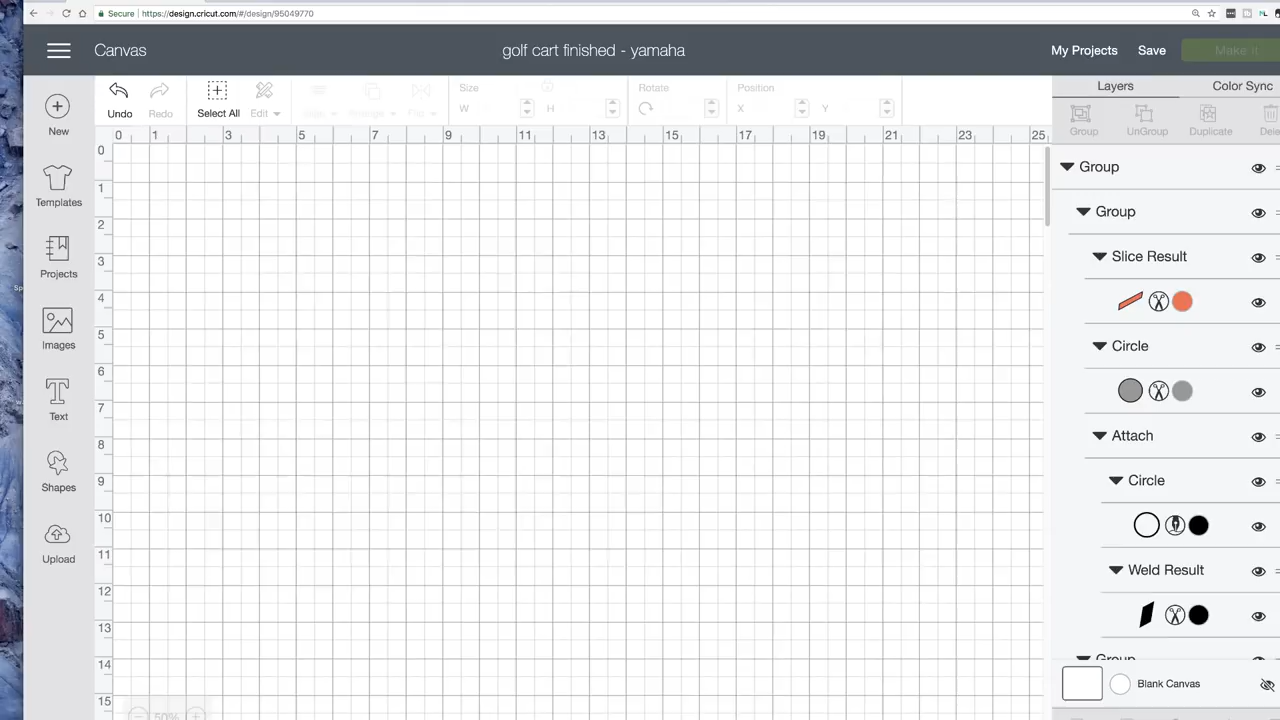 Secure https://design.cricut.com/#/design/95049770
Canvas
golf cart finished - yamaha
My Projects
Save
Make it
Undo
Redo
Select All
Edit
Size
W
H
Rotate
Position
X
Y
Layers
Color Sync
Group
UnGroup
Duplicate
0 1 3 5 7 9 11 13 15 17 19 21 23 25
0
1
2
3
4
5
6
7
8
9
10
11
12
13
14
15
New
Templates
Projects
Images
Text
Shapes
Upload
Group
Group
Slice Result
Circle
Attach
Circle
Weld Result
Group
Blank Canvas
50%